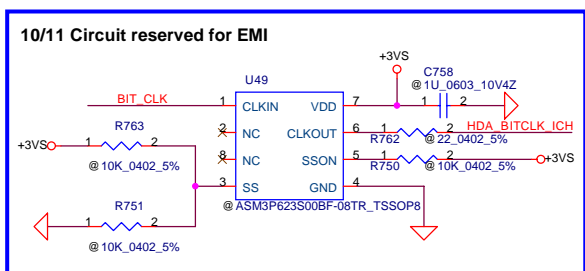 10/11 Circuit reserved for EMI
+3VS
C758
@1U_0603_10V4Z
U49
BIT_CLK
1 CLKIN VDD 7
1 2
2 NC CLKOUT 6
1 2
HDA_BITCLK_ICH
R762 @22_0402_5%
R763
+3VS
1 2
@10K_0402_5%
8 NC SSON 5
1 2
+3VS
R750 @10K_0402_5%
3 SS GND 4
@ASM3P623S00BF-08TR_TSSOP8
R751
1 2
@10K_0402_5%